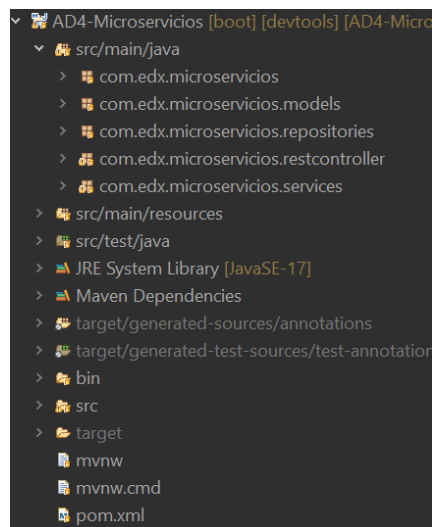 AD4-Microservicios [boot] [devtools] [AD4-Micro
src/main/java
com.edx.microservicios
com.edx.microservicios.models
com.edx.microservicios.repositories
com.edx.microservicios.restcontroller
com.edx.microservicios.services
src/main/resources
src/test/java
JRE System Library [JavaSE-17]
Maven Dependencies
target/generated-sources/annotations
target/generated-test-sources/test-annotation
bin
src
target
mvnw
mvnw.cmd
pom.xml